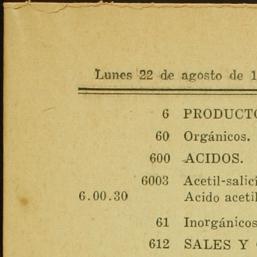 Lunes 22 de agosto de 1
6 PRODUCTO
60 Orgánicos.
600 ACIDOS.
6003 Acetil-salici
6.00.30 Acido acetil
61 Inorgánicos
612 SALES Y